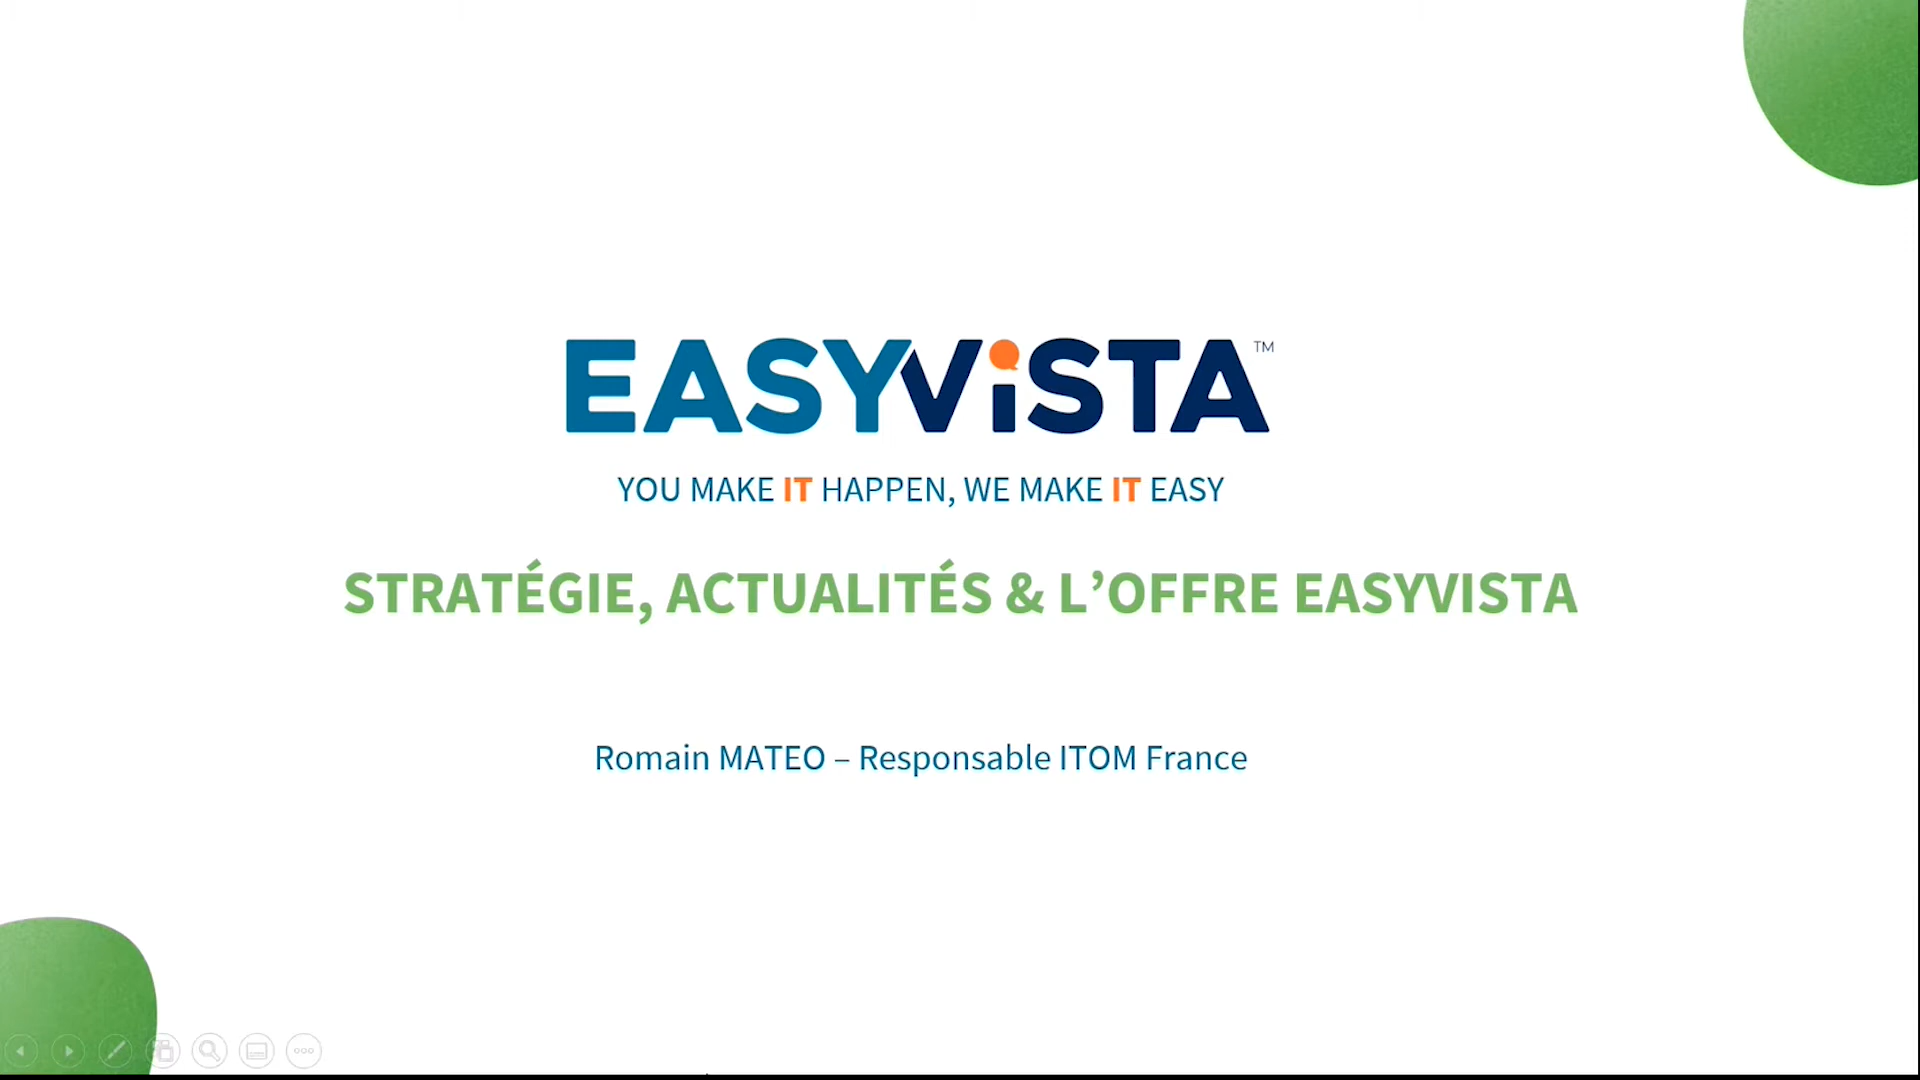 EASYViSTA™
YOU MAKE IT HAPPEN, WE MAKE IT EASY
STRATÉGIE, ACTUALITÉS & L’OFFRE EASYVISTA
Romain MATEO – Responsable ITOM France